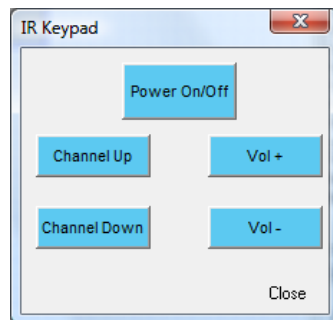 IR Keypad
Power On/Off
Channel Up
Vol +
Channel Down
Vol -
Close